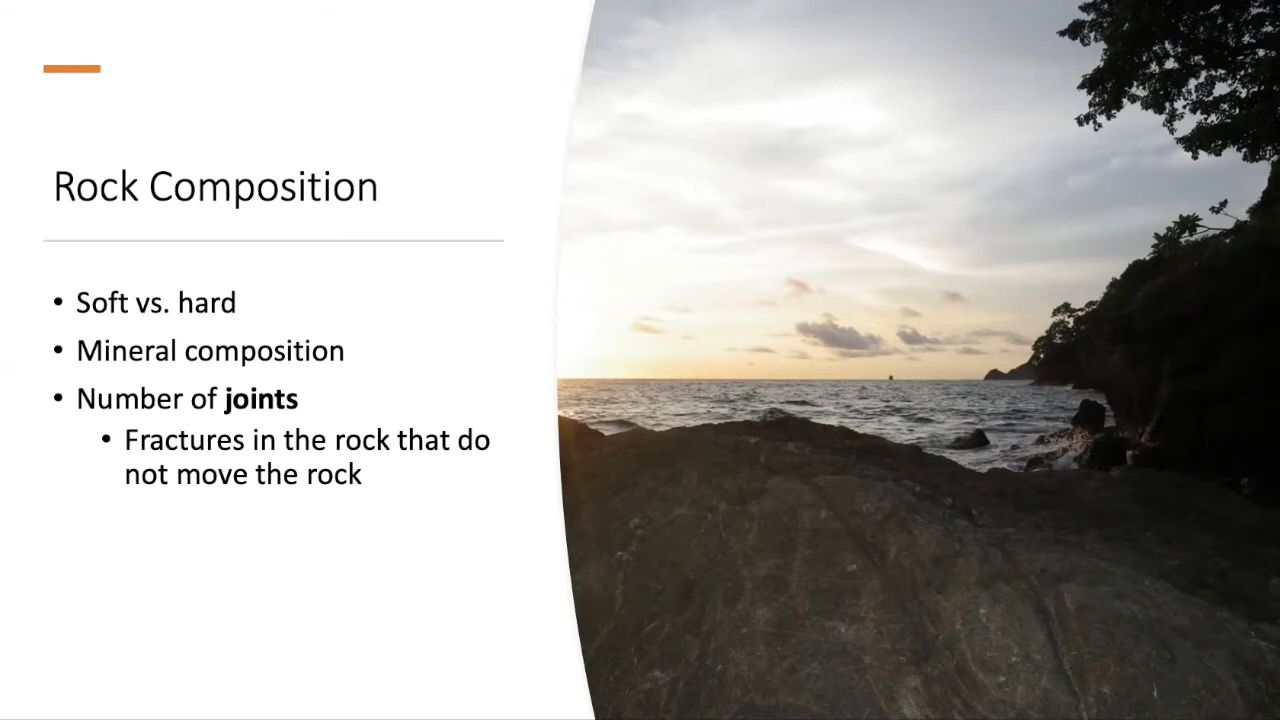 Rock Composition
• Soft vs. hard
• Mineral composition
• Number of joints
• Fractures in the rock that do
not move the rock